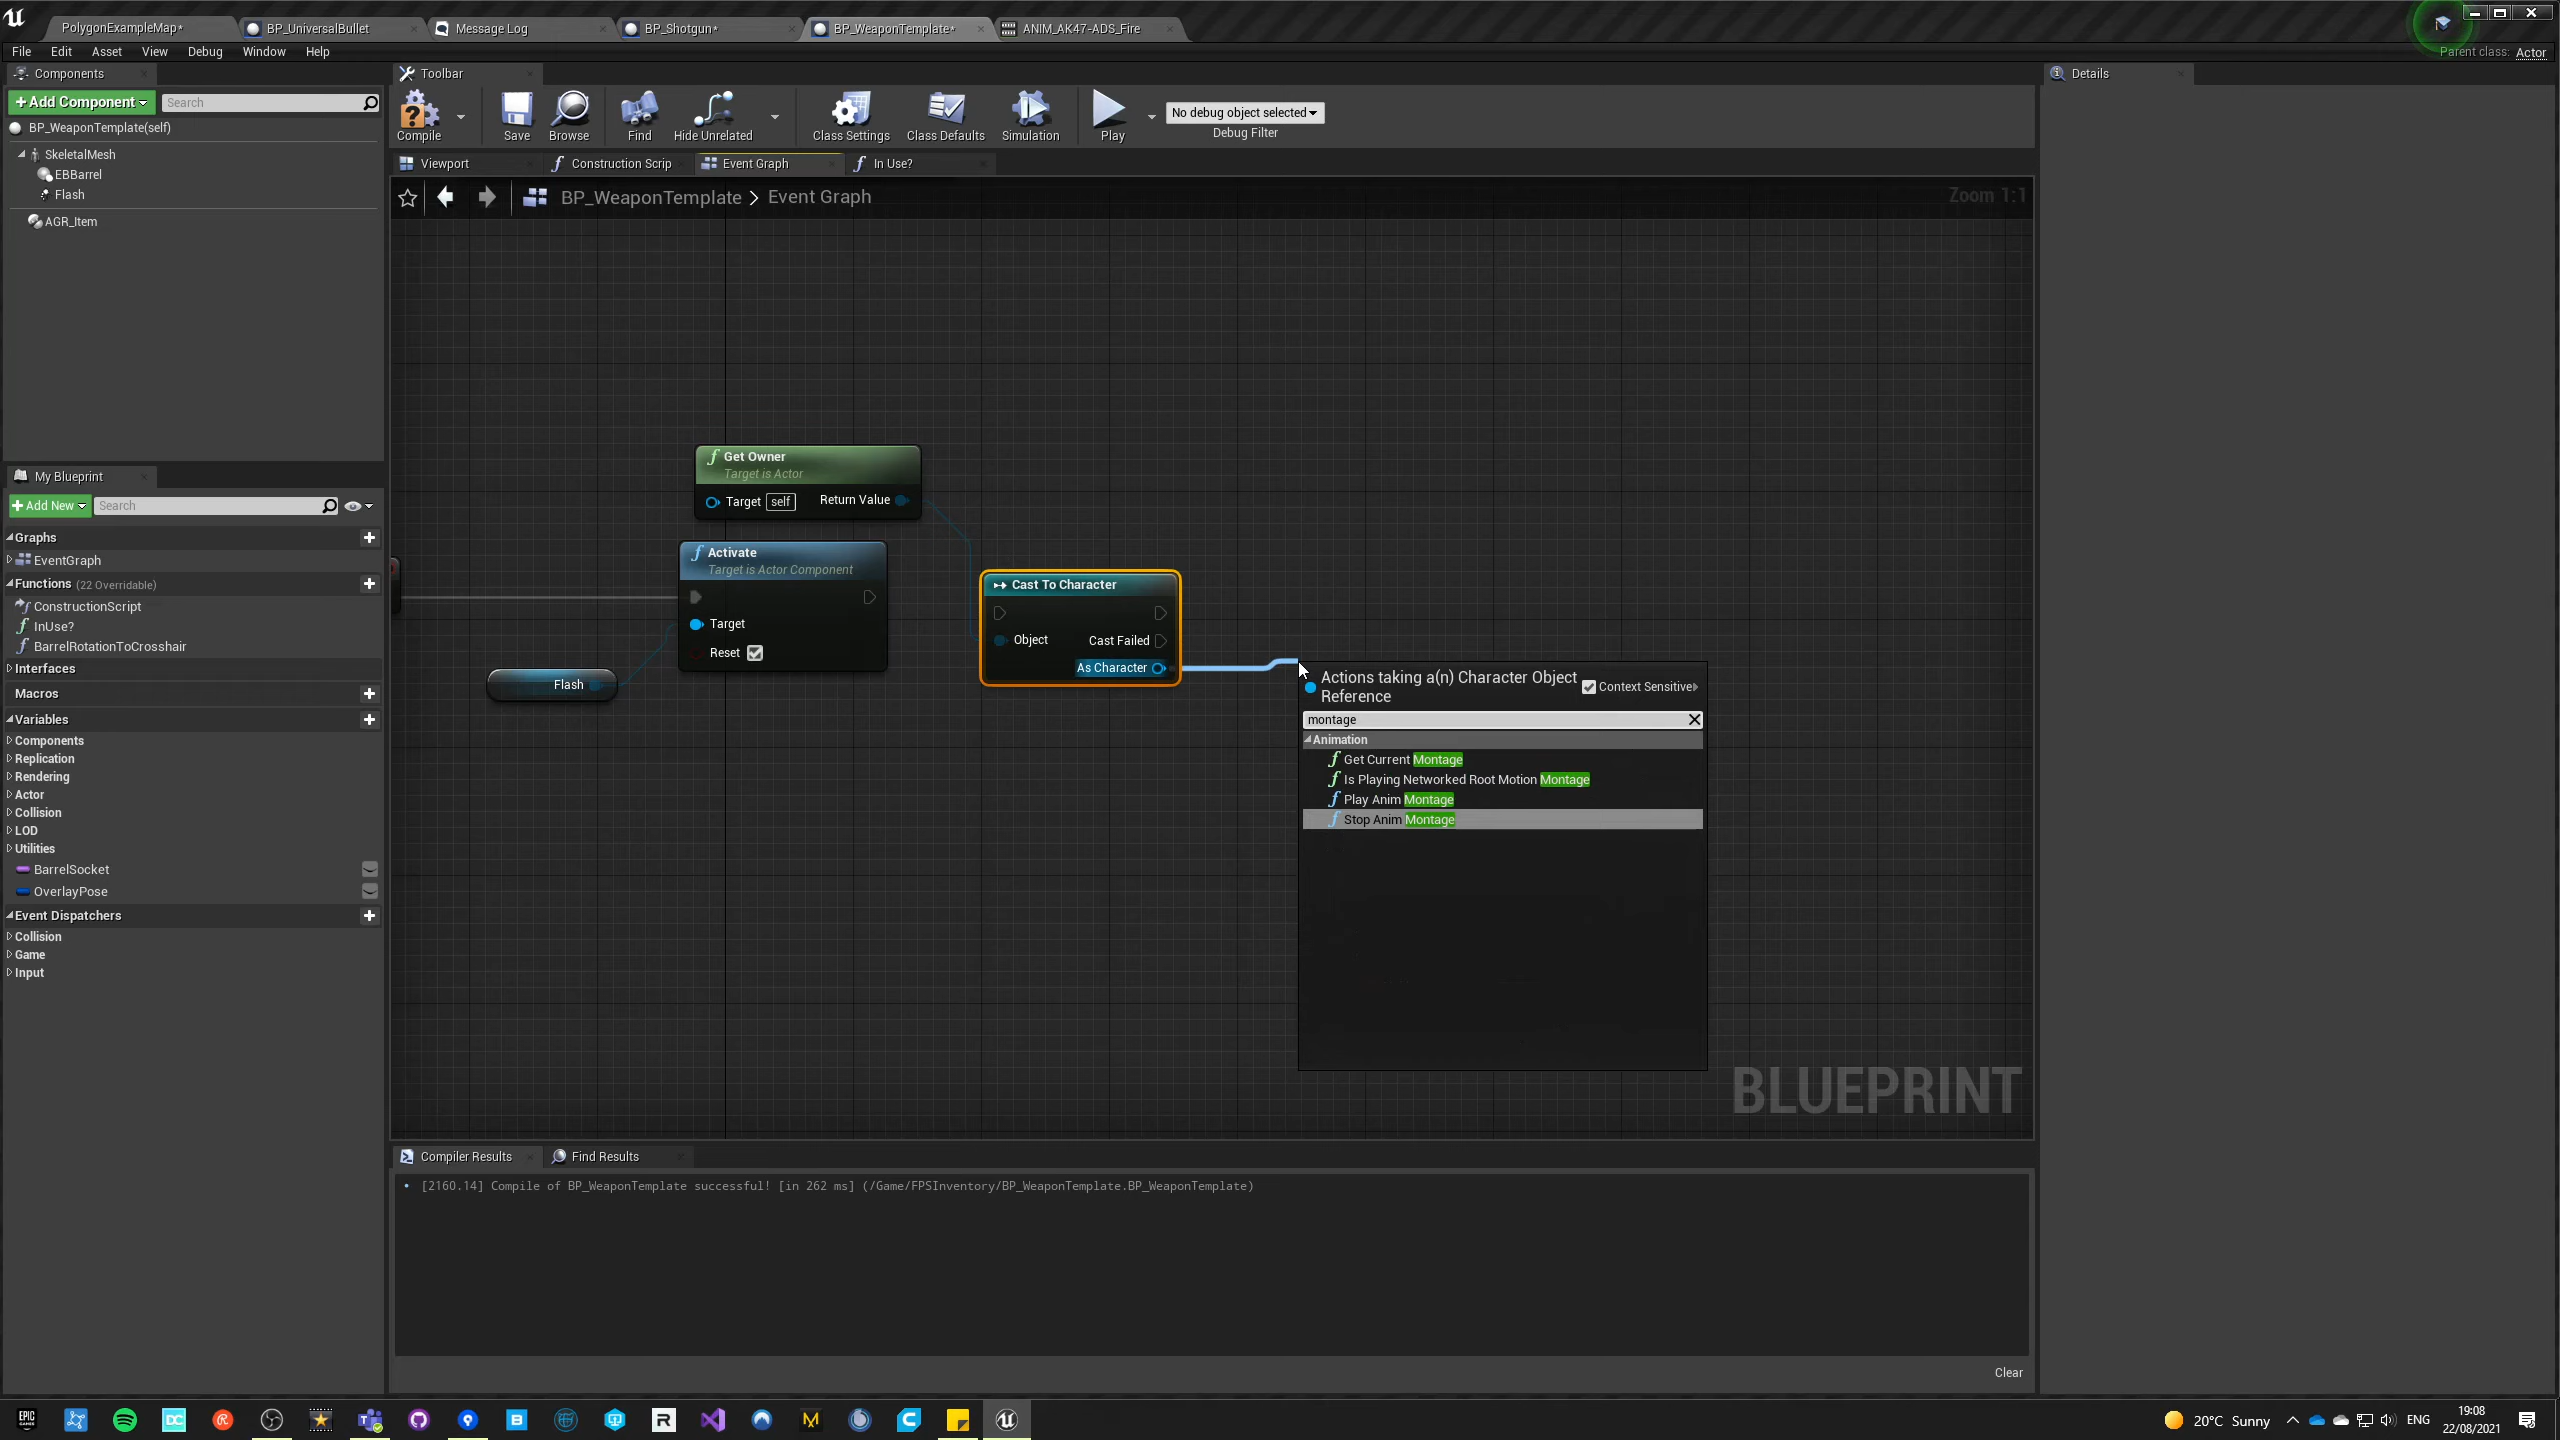 PolygonExampleMap*
BP_UniversalBullet
Message Log
BP_Shotgun*
BP_WeaponTemplate*
ANIM_AK47-ADS_Fire
File Edit Asset View Debug Window Help
Parent class: Actor
Components
Toolbar
Details
+Add Component
Search
Compile
Save
Browse
Find
Hide Unrelated
Class Settings
Class Defaults
Simulation
Play
No debug object selected
Debug Filter
BP_WeaponTemplate(self)
SkeletalMesh
EBBarrel
Flash
AGR_Item
Viewport
Construction Scrip
Event Graph
In Use?
BP_WeaponTemplate > Event Graph
Zoom 1:1
Get Owner
Target is Actor
Target self Return Value
Activate
Target is Actor Component
Target
Reset
Flash
Cast To Character
Object
Cast Failed
As Character
Actions taking a(n) Character Object
Reference
Context Sensitive
montage
Animation
Get Current Montage
Is Playing Networked Root Motion Montage
Play Anim Montage
Stop Anim Montage
BLUEPRINT
My Blueprint
+Add New
Search
Graphs
EventGraph
Functions (22 Overridable)
ConstructionScript
InUse?
BarrelRotationToCrosshair
Interfaces
Macros
Variables
Components
Replication
Rendering
Actor
Collision
LOD
Utilities
BarrelSocket
OverlayPose
Event Dispatchers
Collision
Game
Input
Compiler Results
Find Results
[2160.14] Compile of BP_WeaponTemplate successful! [in 262 ms] (/Game/FPSInventory/BP_WeaponTemplate.BP_WeaponTemplate)
Clear
20°C Sunny
ENG
19:08
22/08/2021